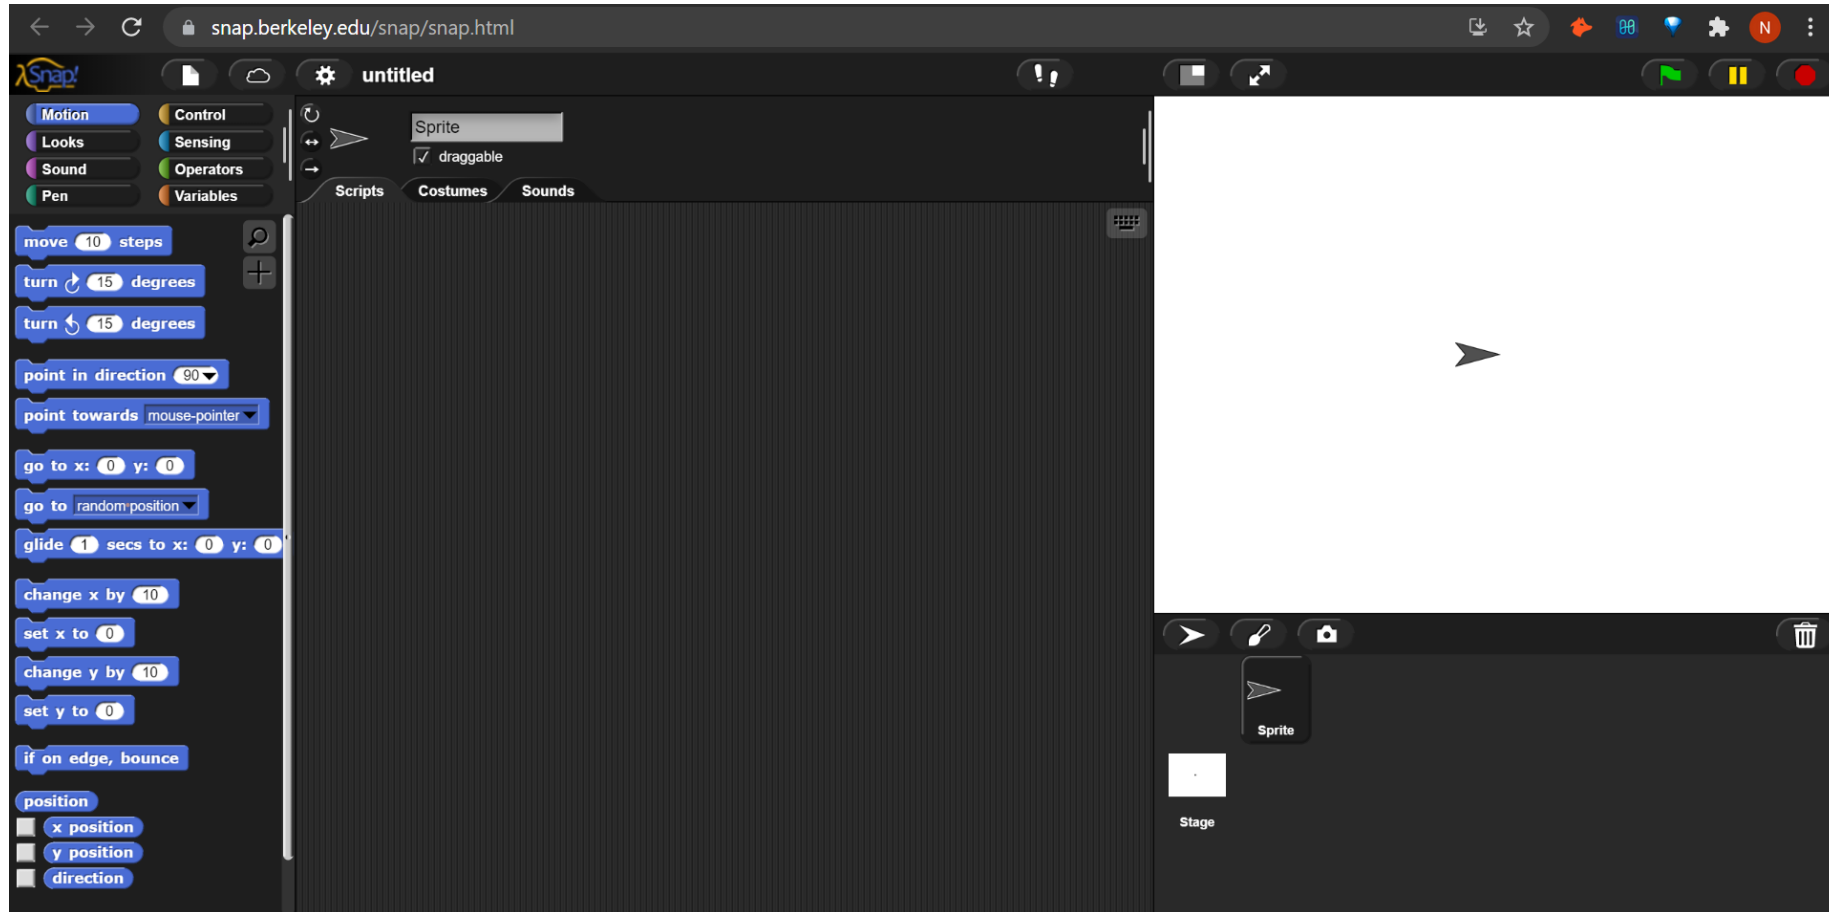 snap.berkeley.edu/snap/snap.html
N
λSnap!
untitled
Motion
Control
Looks
Sensing
Sound
Operators
Pen
Variables
Sprite
draggable
Scripts Costumes Sounds
move 10 steps
turn 15 degrees
turn 15 degrees
point in direction 90
point towards mouse-pointer
go to x: 0 y: 0
go to random position
glide 1 secs to x: 0 y: 0
change x by 10
set x to 0
change y by 10
set y to 0
if on edge, bounce
position
x position
y position
direction
Sprite
Stage